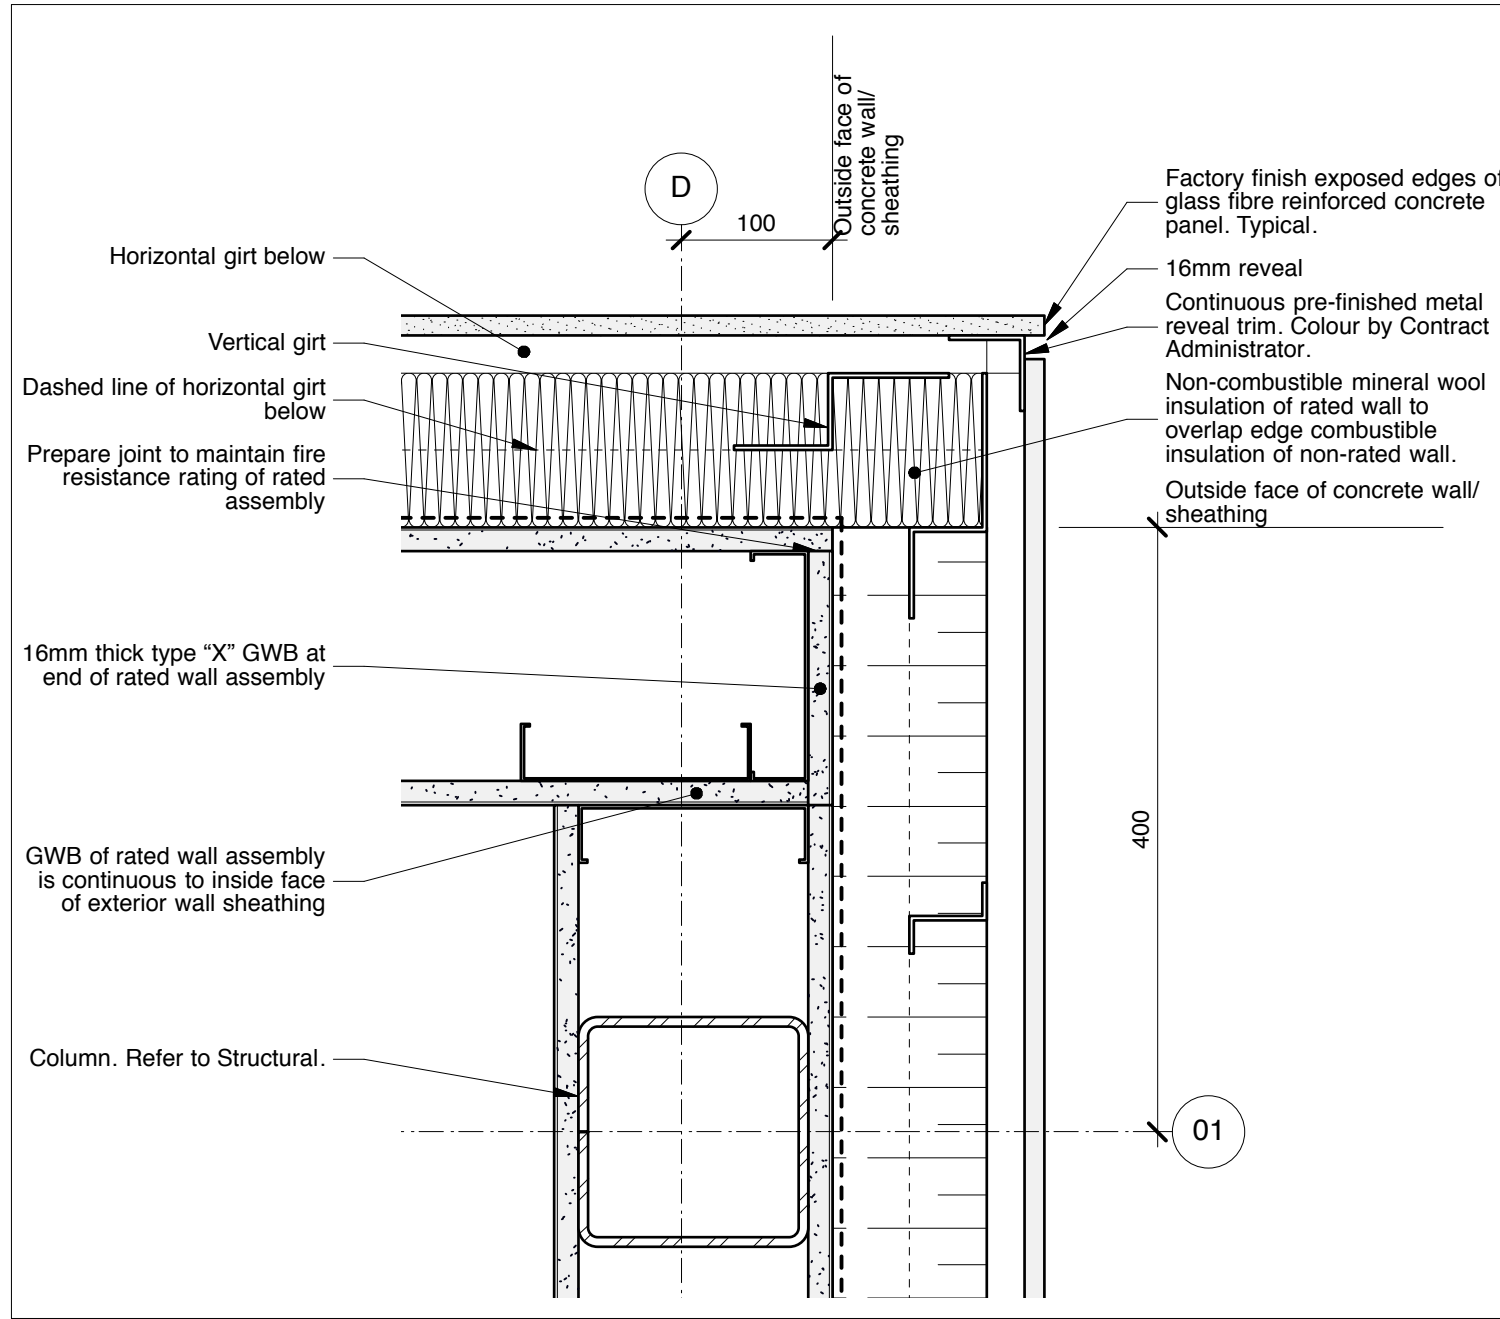 Outside face of
concrete wall/
sheathing
D
100
Horizontal girt below
Vertical girt
Dashed line of horizontal girt
below
Prepare joint to maintain fire
resistance rating of rated
assembly
16mm thick type “X” GWB at
end of rated wall assembly
GWB of rated wall assembly
is continuous to inside face
of exterior wall sheathing
Column. Refer to Structural.
Factory finish exposed edges of
glass fibre reinforced concrete
panel. Typical.
16mm reveal
Continuous pre-finished metal
reveal trim. Colour by Contract
Administrator.
Non-combustible mineral wool
insulation of rated wall to
overlap edge combustible
insulation of non-rated wall.
Outside face of concrete wall/
sheathing
400
01